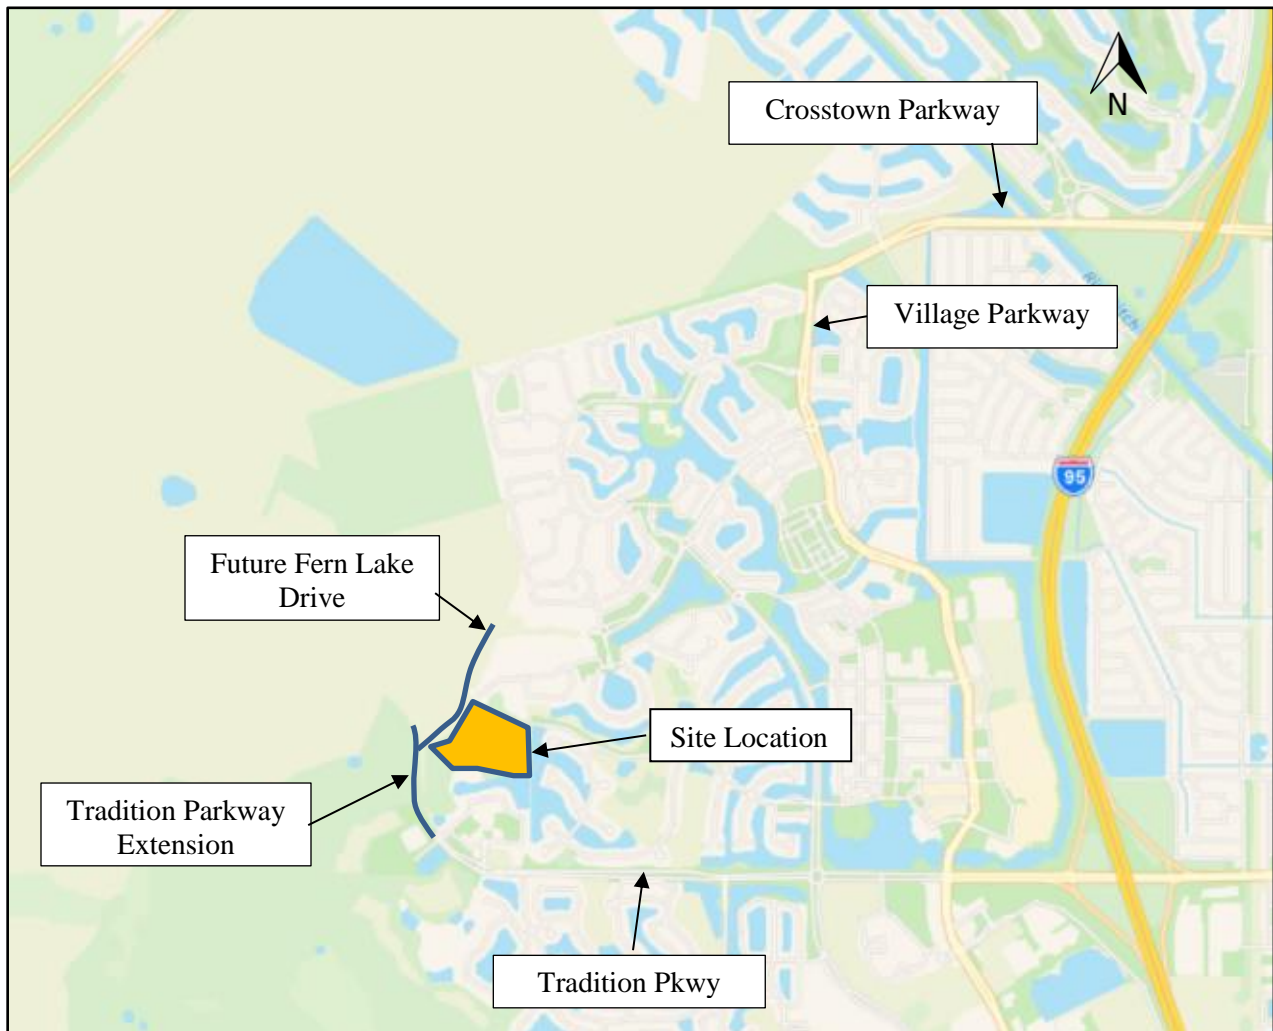 N
Crosstown Parkway
Village Parkway
95
Future Fern Lake
Drive
Site Location
Tradition Parkway
Extension
Tradition Pkwy